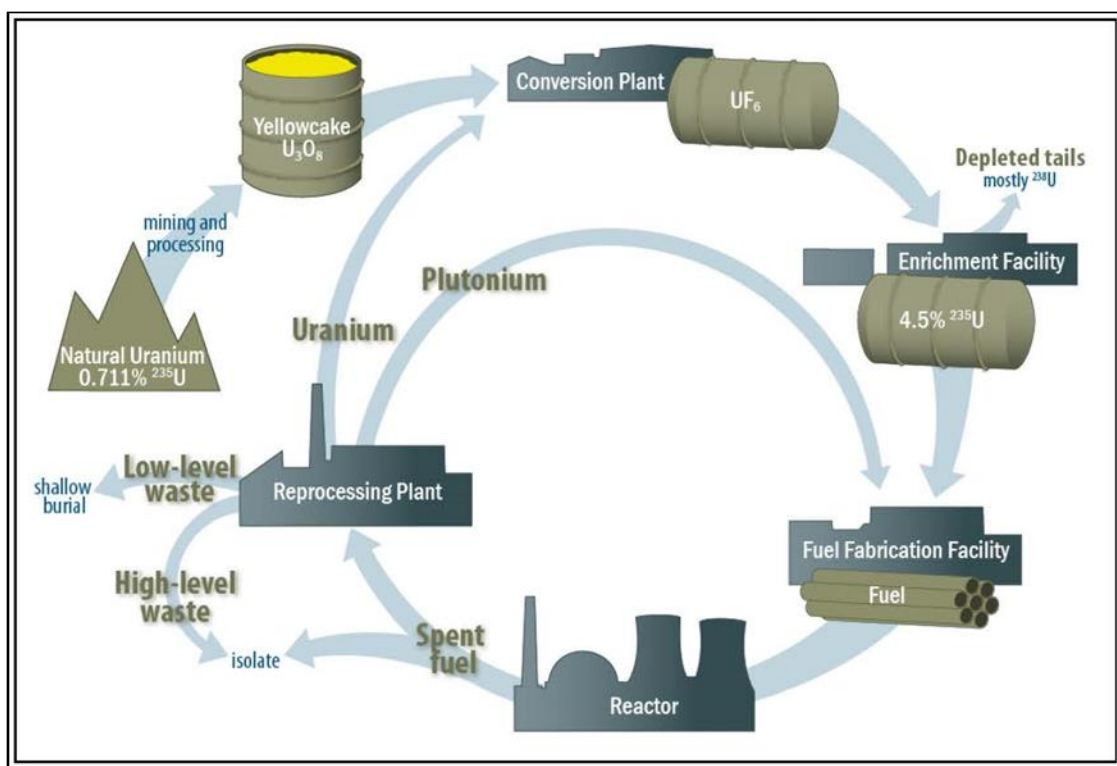 Conversion Plant
UF₆
Yellowcake
U₃O₈
Depleted tails
mostly ²³⁸U
mining and
processing
Enrichment Facility
4.5% ²³⁵U
Plutonium
Uranium
Natural Uranium
0.711% ²³⁵U
Low-level
waste
shallow
burial
Reprocessing Plant
Fuel Fabrication Facility
Fuel
High-level
waste
Spent
fuel
isolate
Reactor